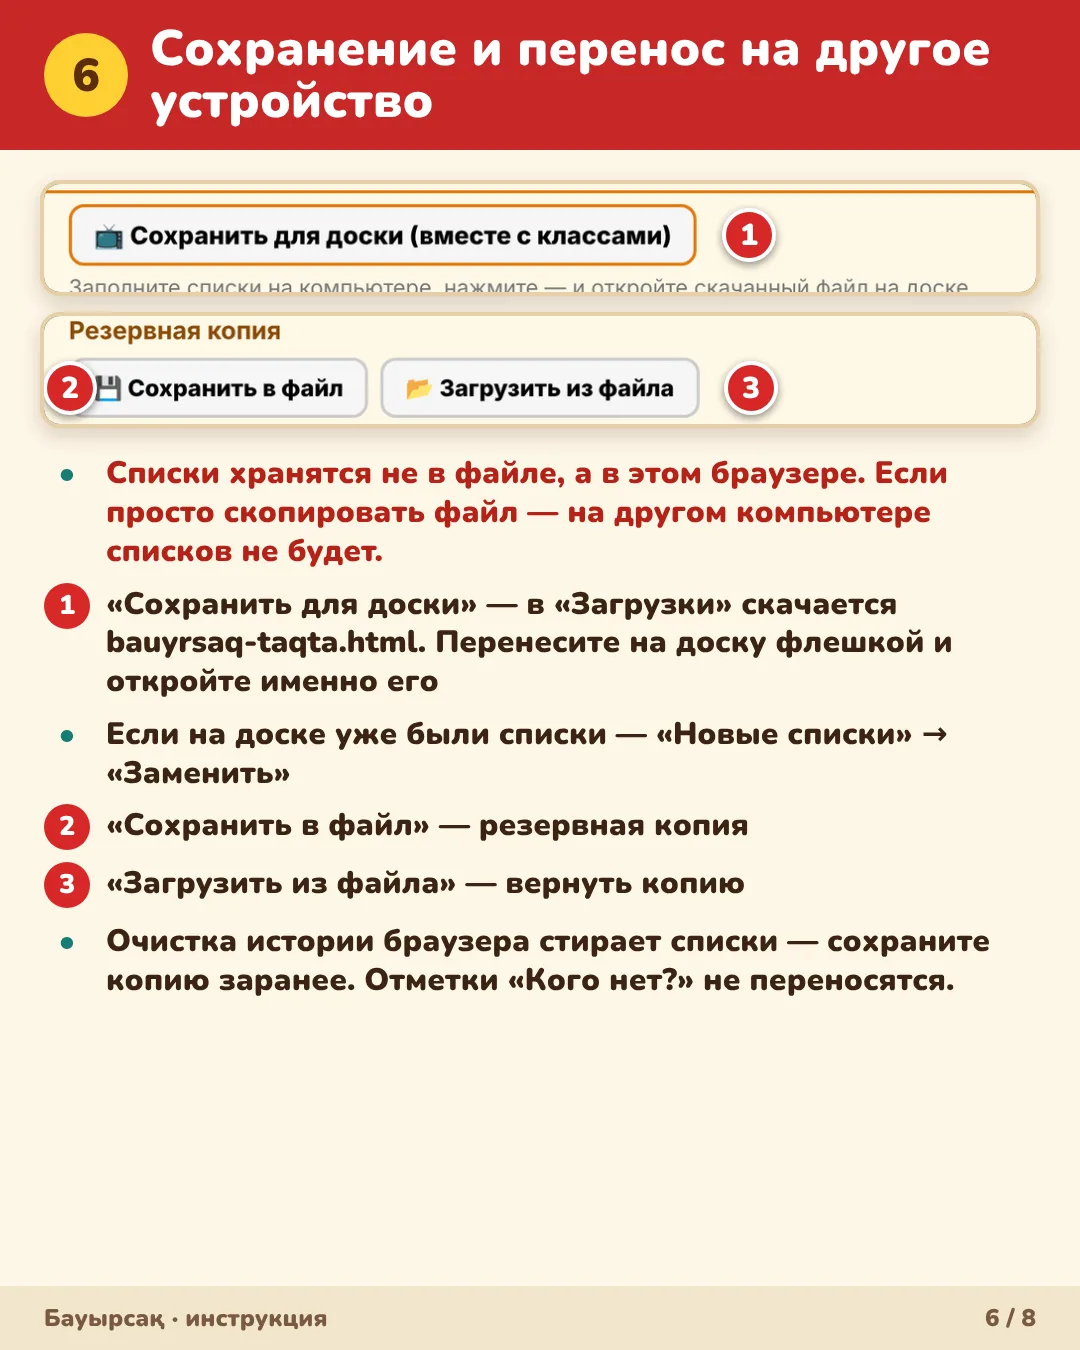 6
Сохранение и перенос на другое
устройство
📺 Сохранить для доски (вместе с классами)
1
Заполните списки на компьютере, нажмите — и откройте скачанный файл на доске
Резервная копия
2
💾 Сохранить в файл
📂 Загрузить из файла
3
• Списки хранятся не в файле, а в этом браузере. Если
просто скопировать файл — на другом компьютере
списков не будет.
1 «Сохранить для доски» — в «Загрузки» скачается
bauyrsaq-taqta.html. Перенесите на доску флешкой и
откройте именно его
• Если на доске уже были списки — «Новые списки» →
«Заменить»
2 «Сохранить в файл» — резервная копия
3 «Загрузить из файла» — вернуть копию
• Очистка истории браузера стирает списки — сохраните
копию заранее. Отметки «Кого нет?» не переносятся.
Бауырсақ · инструкция
6 / 8